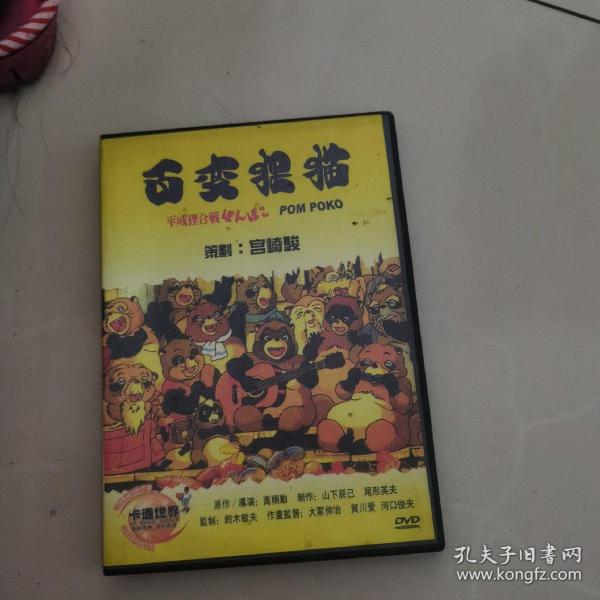 百变狸猫
平成狸合戦ぽんぽこ POM POKO
策劃：宮崎駿
卡通世界
原作／導演：高畑勳 制作：山下辰己 尾形英夫
監制：鈴木敏夫 作畫監督：大冢伸治 賀川愛 河口俊夫
DVD
孔夫子旧書网
www.kongfz.com